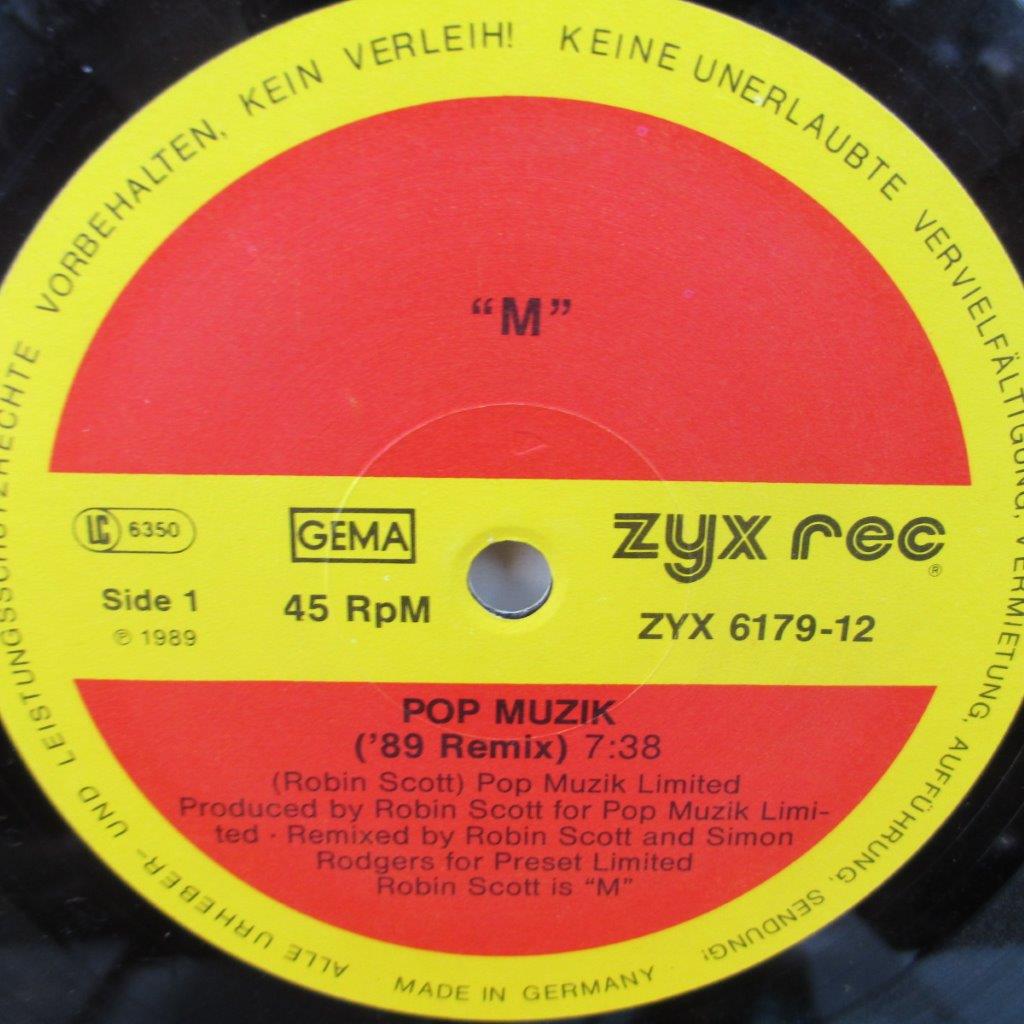 ALLE URHEBER- UND LEISTUNGSSCHUTZRECHTE VORBEHALTEN, KEIN VERLEIH! KEINE UNERLAUBTE VERVIELFÄLTIGUNG, VERMIETUNG, AUFFÜHRUNG, SENDUNG!
“M”
LC 6350
GEMA
zyx rec ®
Side 1
45 RpM
ZYX 6179-12
℗ 1989
POP MUZIK
(’89 Remix) 7:38
(Robin Scott) Pop Muzik Limited
Produced by Robin Scott for Pop Muzik Limi-
ted · Remixed by Robin Scott and Simon
Rodgers for Preset Limited
Robin Scott is “M”
MADE IN GERMANY